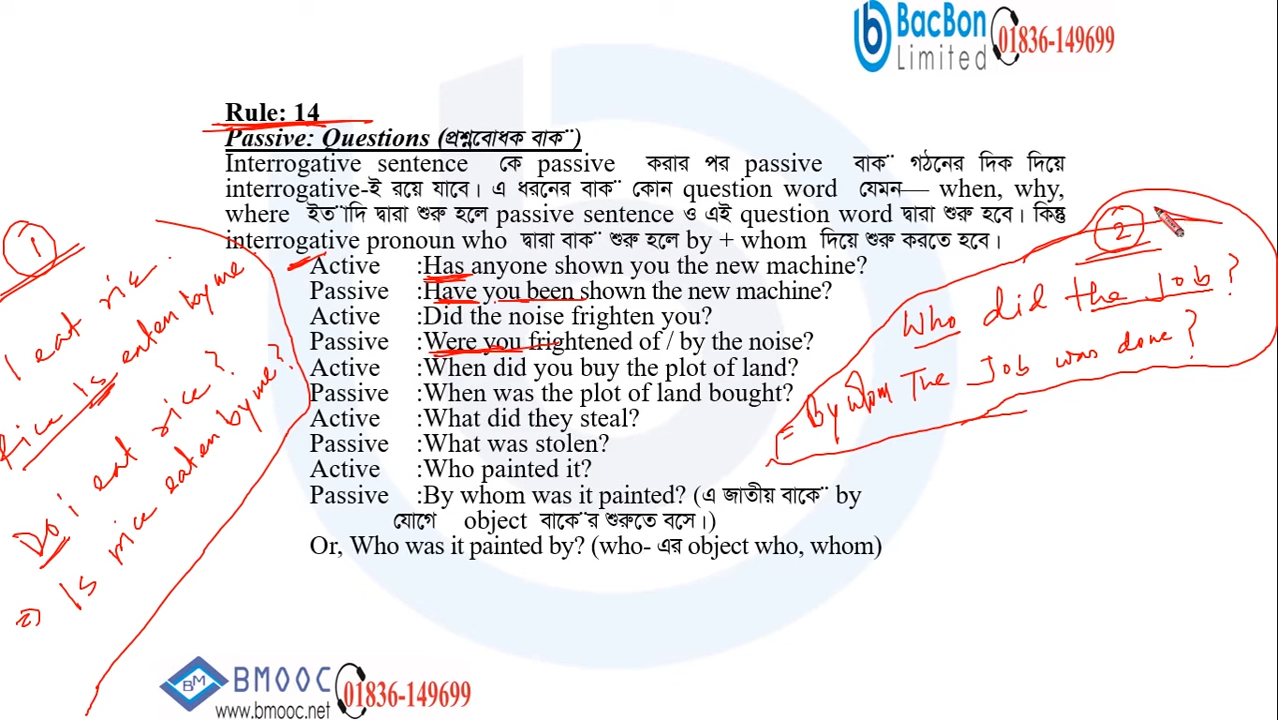 BacBon
Limited
01836-149699
Rule: 14
Passive: Questions (প্রশ্নবোধক বাক¨)
Interrogative sentence কে passive করার পর passive বাক¨ গঠনের দিক দিয়ে
interrogative-ই রয়ে যাবে। এ ধরনের বাক¨ কোন question word যেমন— when, why,
where ইত¨াদি দ্বারা শুরু হলে passive sentence ও এই question word দ্বারা শুরু হবে। কিন্তু
interrogative pronoun who দ্বারা বাক¨ শুরু হলে by + whom দিয়ে শুরু করতে হবে।
Active :Has anyone shown you the new machine?
Passive :Have you been shown the new machine?
Active :Did the noise frighten you?
Passive :Were you frightened of / by the noise?
Active :When did you buy the plot of land?
Passive :When was the plot of land bought?
Active :What did they steal?
Passive :What was stolen?
Active :Who painted it?
Passive :By whom was it painted? (এ জাতীয় বাকে¨ by
যোগে object বাকে¨র শুরুতে বসে।)
Or, Who was it painted by? (who- এর object who, whom)
1
I eat rice.
Rice is eaten by me
Do I eat rice?
Is rice eaten by me?
2
Who did the Job?
= By whom The Job was done?
BM
BMOOC
www.bmooc.net
01836-149699